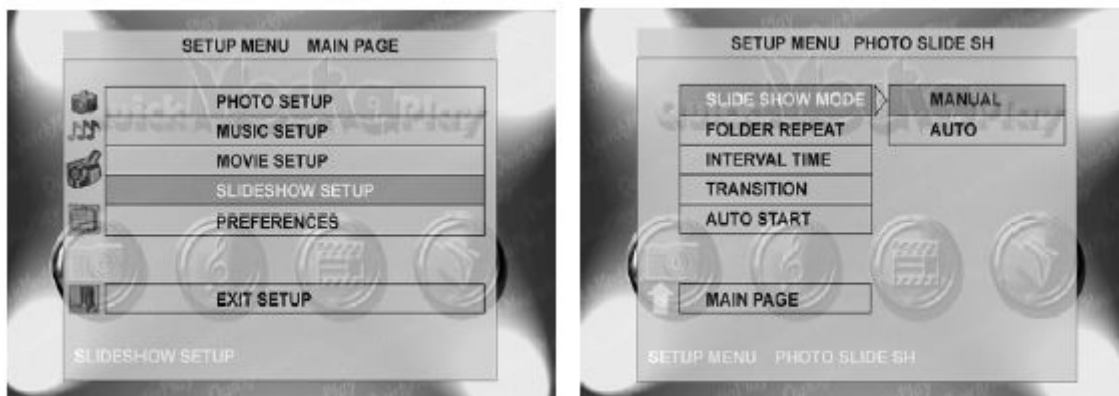 SETUP MENU MAIN PAGE
PHOTO SETUP
MUSIC SETUP
MOVIE SETUP
SLIDESHOW SETUP
PREFERENCES
EXIT SETUP
SLIDESHOW SETUP
SETUP MENU PHOTO SLIDE SH
SLIDE SHOW MODE
MANUAL
FOLDER REPEAT
AUTO
INTERVAL TIME
TRANSITION
AUTO START
MAIN PAGE
SETUP MENU PHOTO SLIDE SH